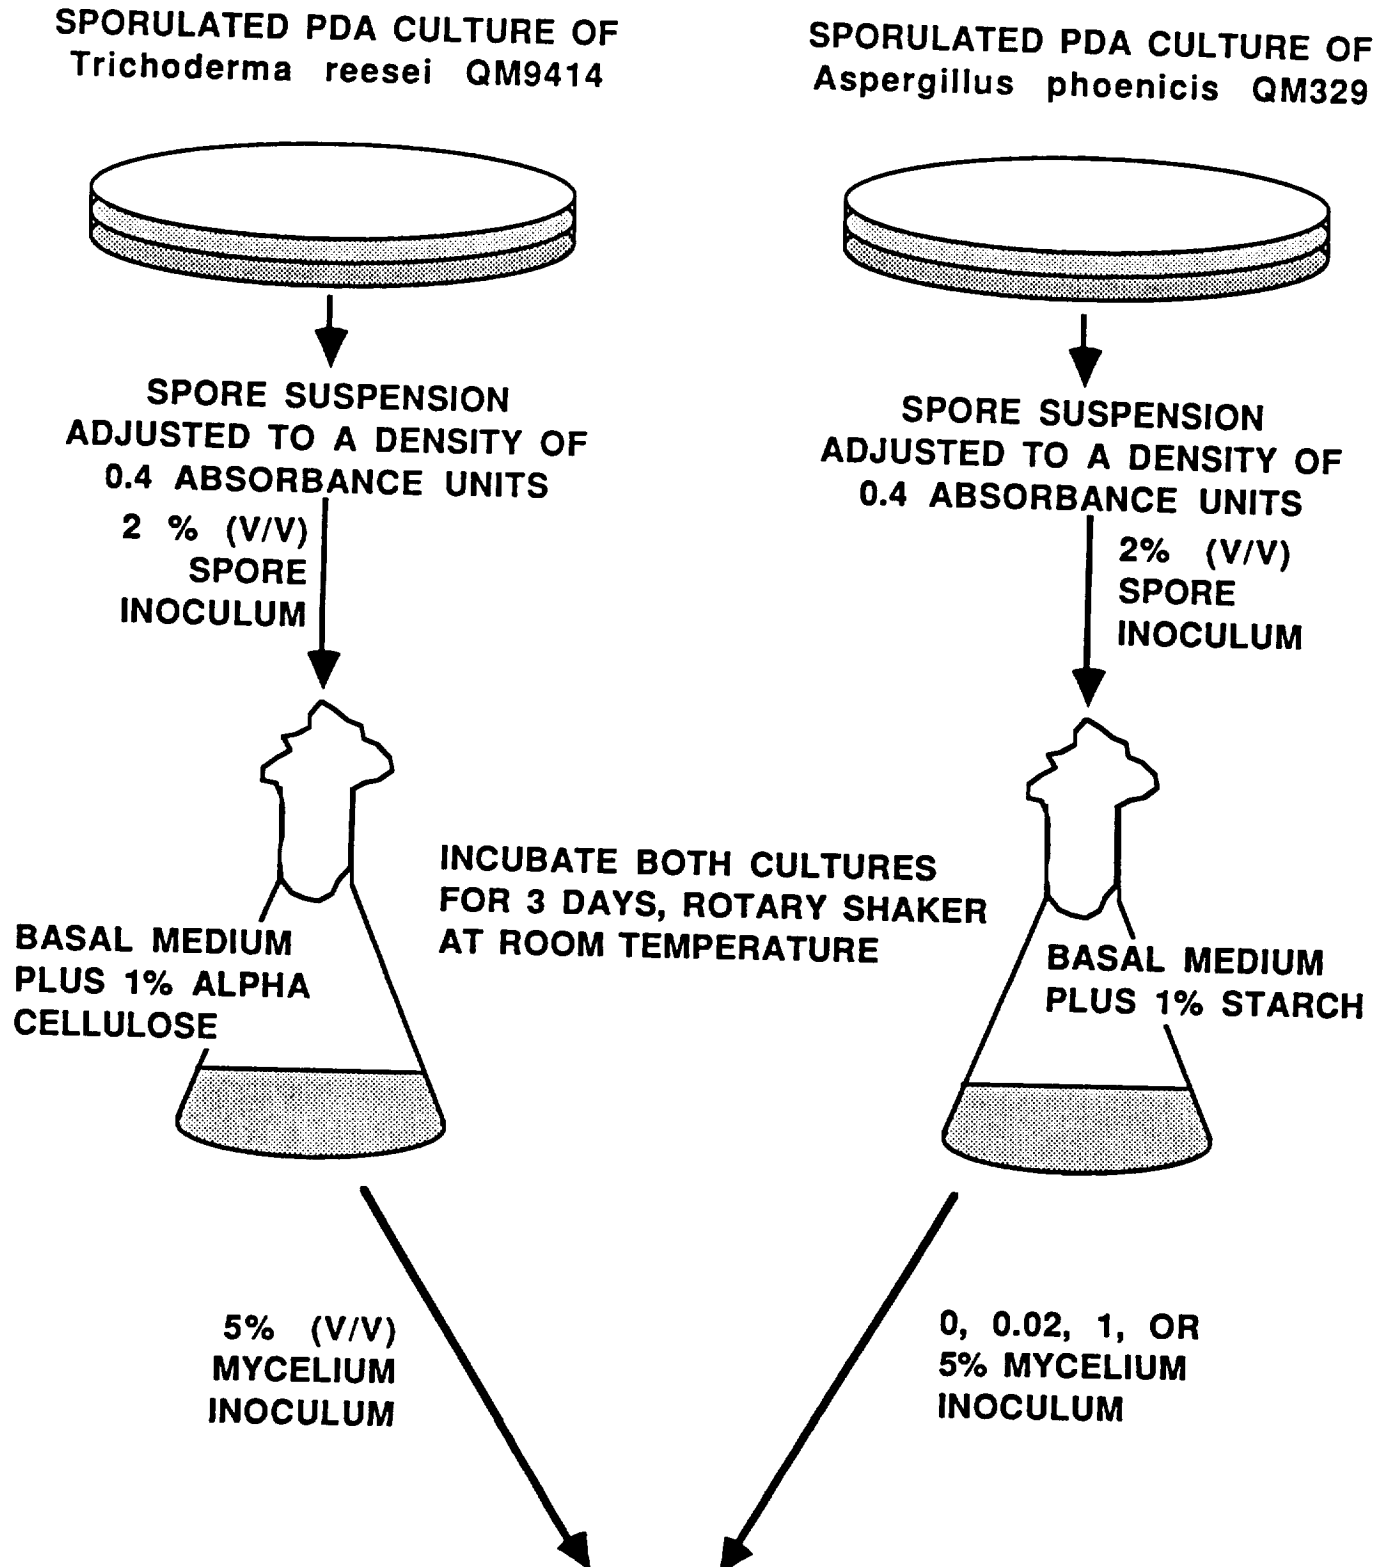 SPORULATED PDA CULTURE OF
Trichoderma reesei QM9414
SPORULATED PDA CULTURE OF
Aspergillus phoenicis QM329
SPORE SUSPENSION
ADJUSTED TO A DENSITY OF
0.4 ABSORBANCE UNITS
SPORE SUSPENSION
ADJUSTED TO A DENSITY OF
0.4 ABSORBANCE UNITS
2 % (V/V)
SPORE
INOCULUM
2% (V/V)
SPORE
INOCULUM
INCUBATE BOTH CULTURES
FOR 3 DAYS, ROTARY SHAKER
AT ROOM TEMPERATURE
BASAL MEDIUM
PLUS 1% ALPHA
CELLULOSE
BASAL MEDIUM
PLUS 1% STARCH
5% (V/V)
MYCELIUM
INOCULUM
0, 0.02, 1, OR
5% MYCELIUM
INOCULUM